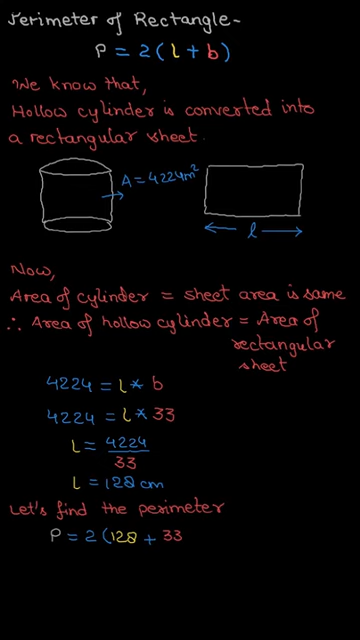 Perimeter of Rectangle-
P = 2(l + b)
We know that,
Hollow cylinder is converted into
a rectangular sheet.
A = 4224m²
l
Now,
Area of cylinder = sheet area is same
∴ Area of hollow cylinder = Area of
rectangular
sheet
4224 = l * b
4224 = l * 33
l = 4224/33
l = 128 cm
Let's find the perimeter
P = 2(128 + 33